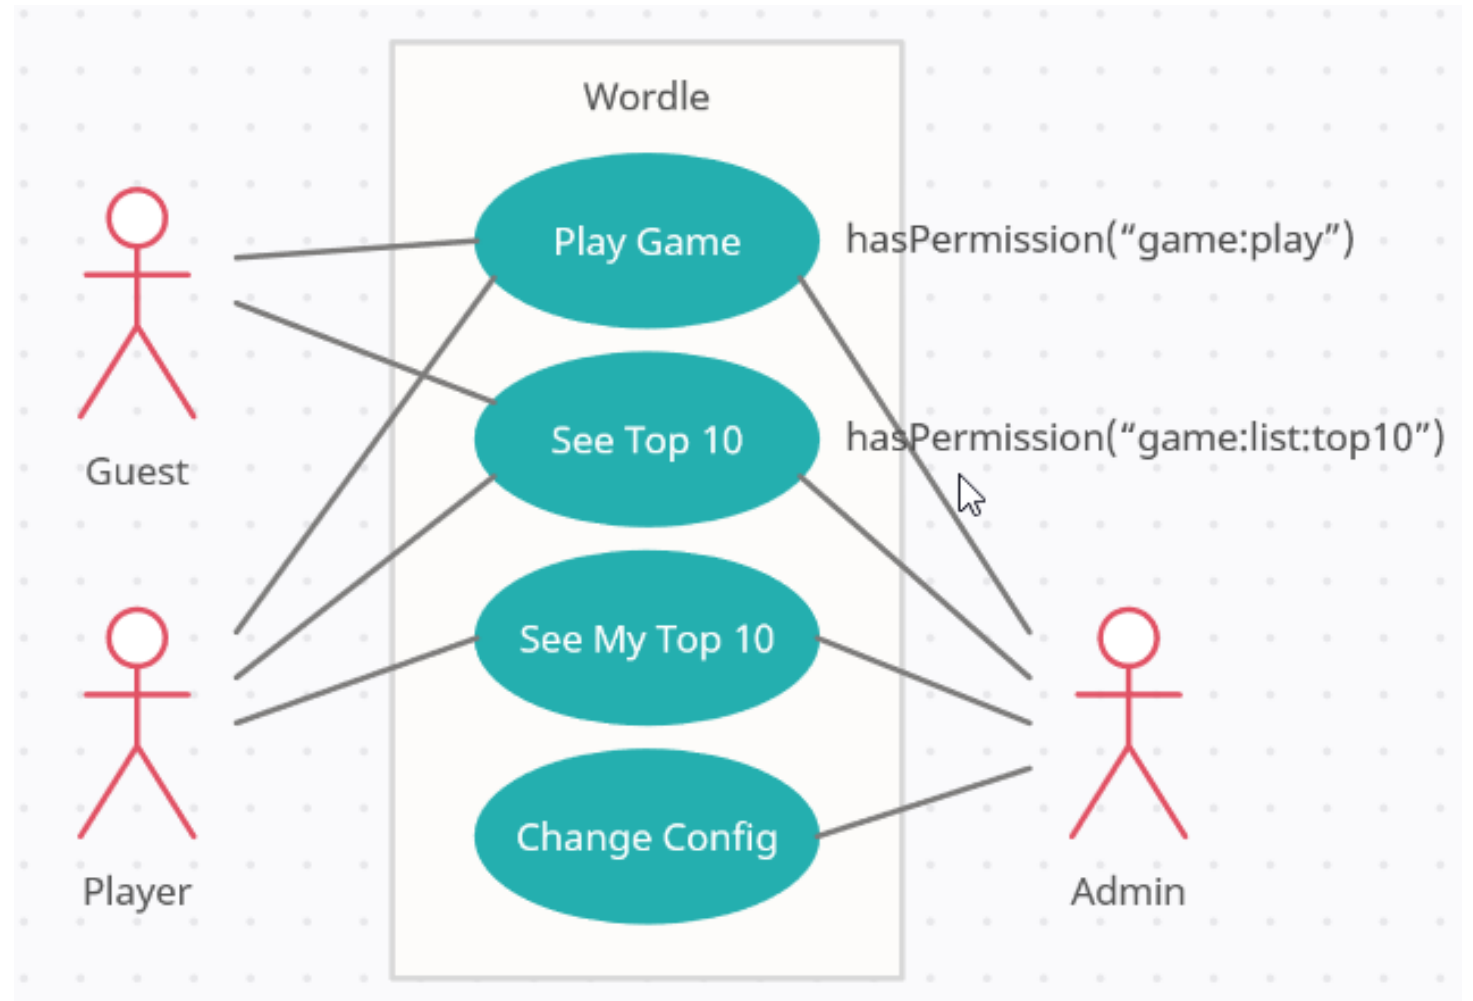 Wordle
Play Game
hasPermission(“game:play”)
See Top 10
hasPermission(“game:list:top10”)
Guest
See My Top 10
Change Config
Player
Admin